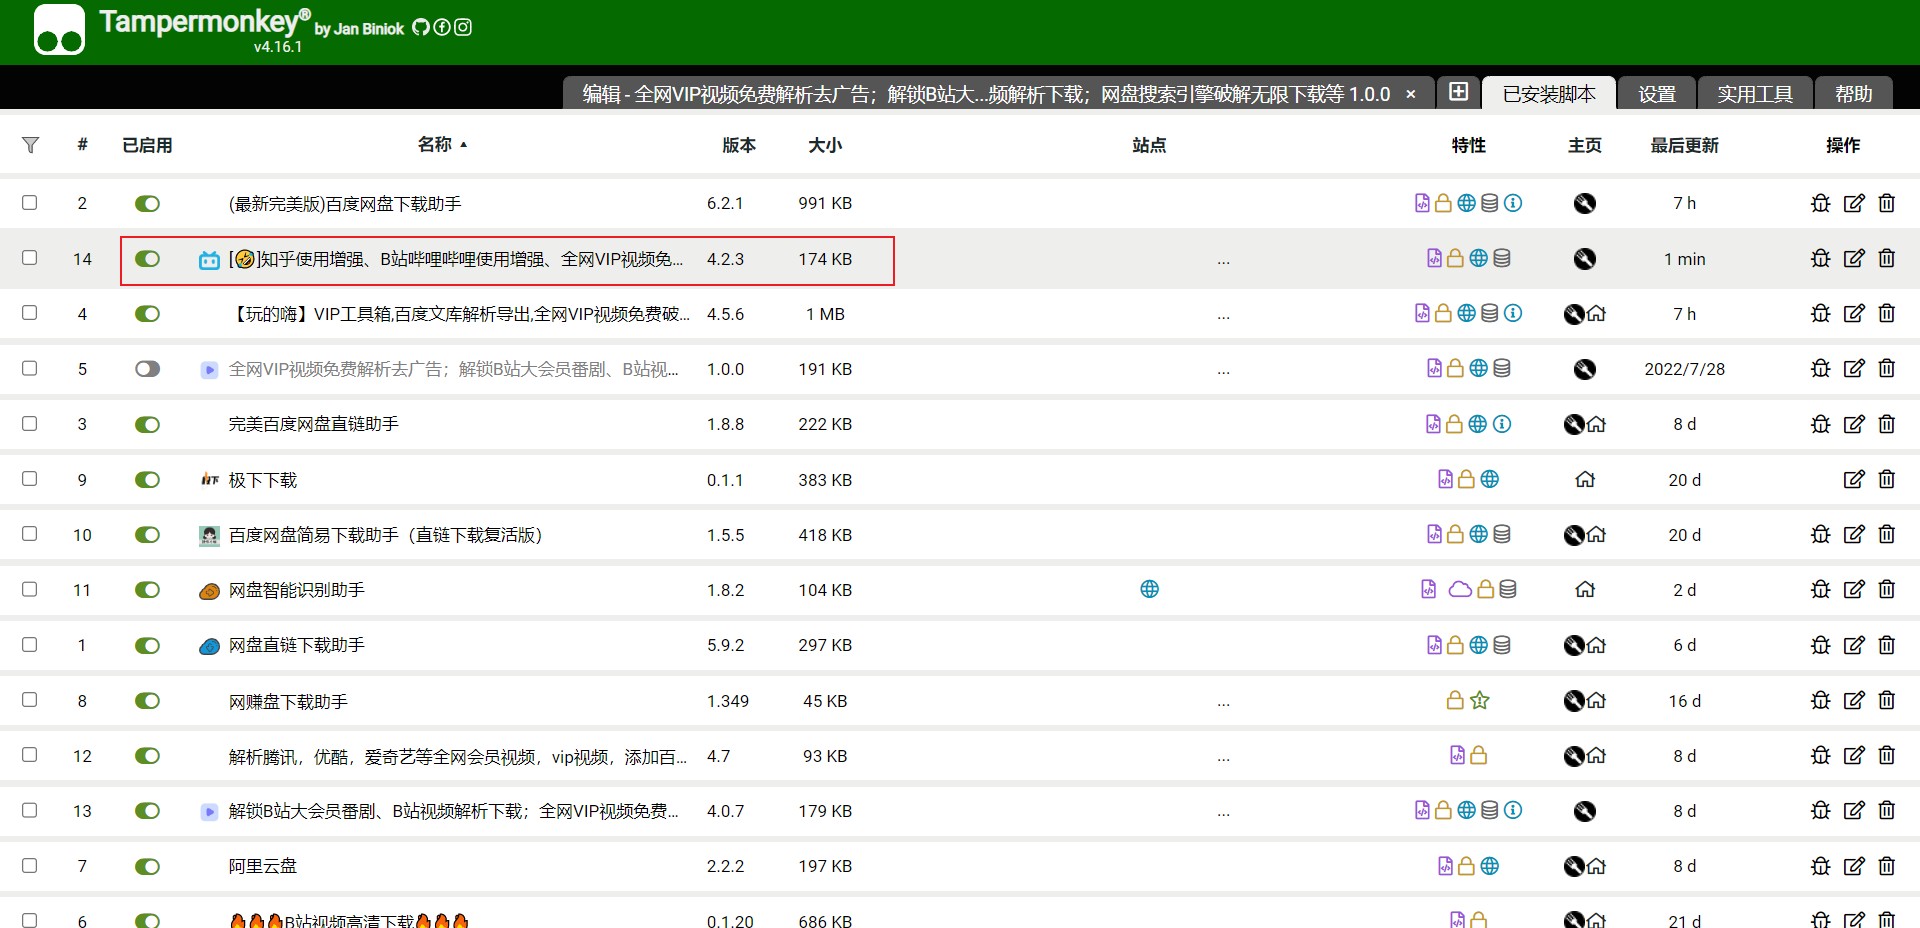 Tampermonkey® by Jan Biniok
v4.16.1
编辑 - 全网VIP视频免费解析去广告；解锁B站大...频解析下载；网盘搜索引擎破解无限下载等 1.0.0 × 已安装脚本 设置 实用工具 帮助
# 已启用 名称 ▲ 版本 大小 站点 特性 主页 最后更新 操作
2 (最新完美版)百度网盘下载助手 6.2.1 991 KB 7 h
14 [🤣]知乎使用增强、B站哔哩哔哩使用增强、全网VIP视频免... 4.2.3 174 KB ... 1 min
4 【玩的嗨】VIP工具箱,百度文库解析导出,全网VIP视频免费破... 4.5.6 1 MB ... 7 h
5 全网VIP视频免费解析去广告；解锁B站大会员番剧、B站视... 1.0.0 191 KB ... 2022/7/28
3 完美百度网盘直链助手 1.8.8 222 KB 8 d
9 极下下载 0.1.1 383 KB 20 d
10 百度网盘简易下载助手（直链下载复活版） 1.5.5 418 KB 20 d
11 网盘智能识别助手 1.8.2 104 KB 2 d
1 网盘直链下载助手 5.9.2 297 KB 6 d
8 网赚盘下载助手 1.349 45 KB ... 16 d
12 解析腾讯，优酷，爱奇艺等全网会员视频，vip视频，添加百... 4.7 93 KB ... 8 d
13 解锁B站大会员番剧、B站视频解析下载；全网VIP视频免费... 4.0.7 179 KB ... 8 d
7 阿里云盘 2.2.2 197 KB 8 d
6 🔥🔥🔥B站视频高清下载🔥🔥🔥 0.1.20 686 KB 21 d